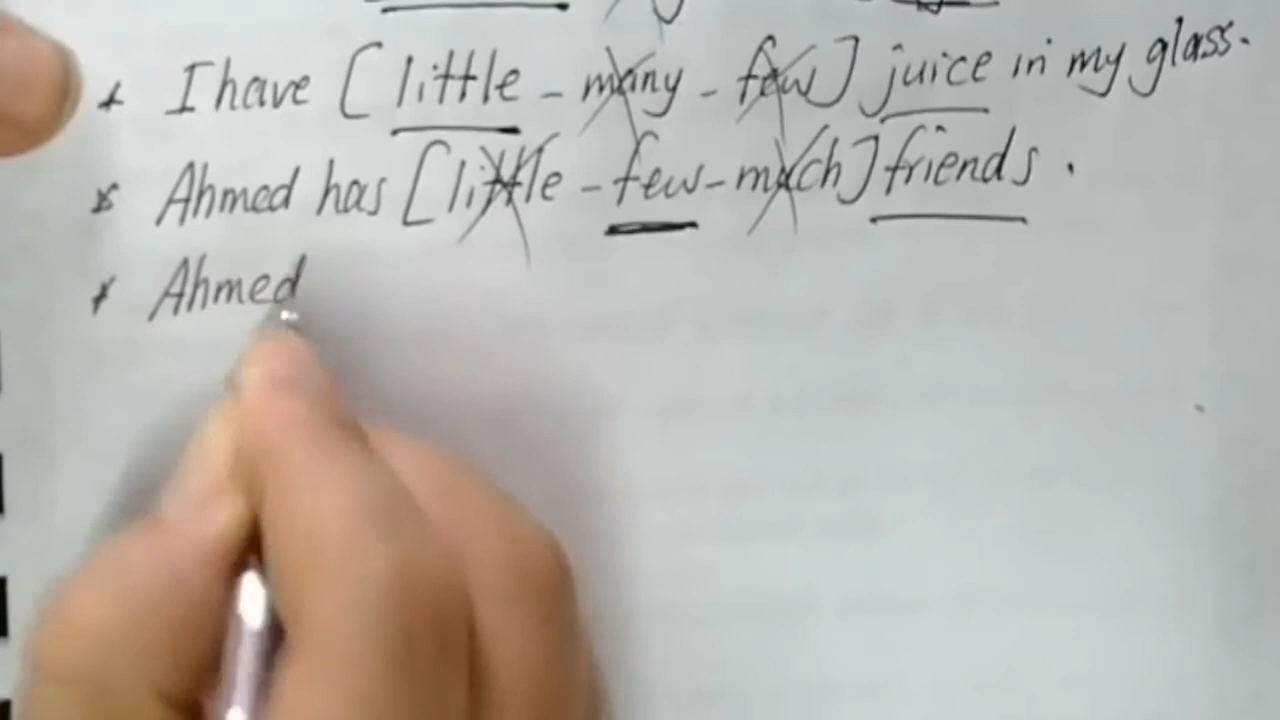 * I have [little - many - few] juice in my glass.
* Ahmed has [little - few - much] friends.
* Ahmed